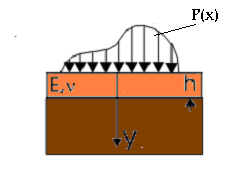 P(x)
E,ν h
y